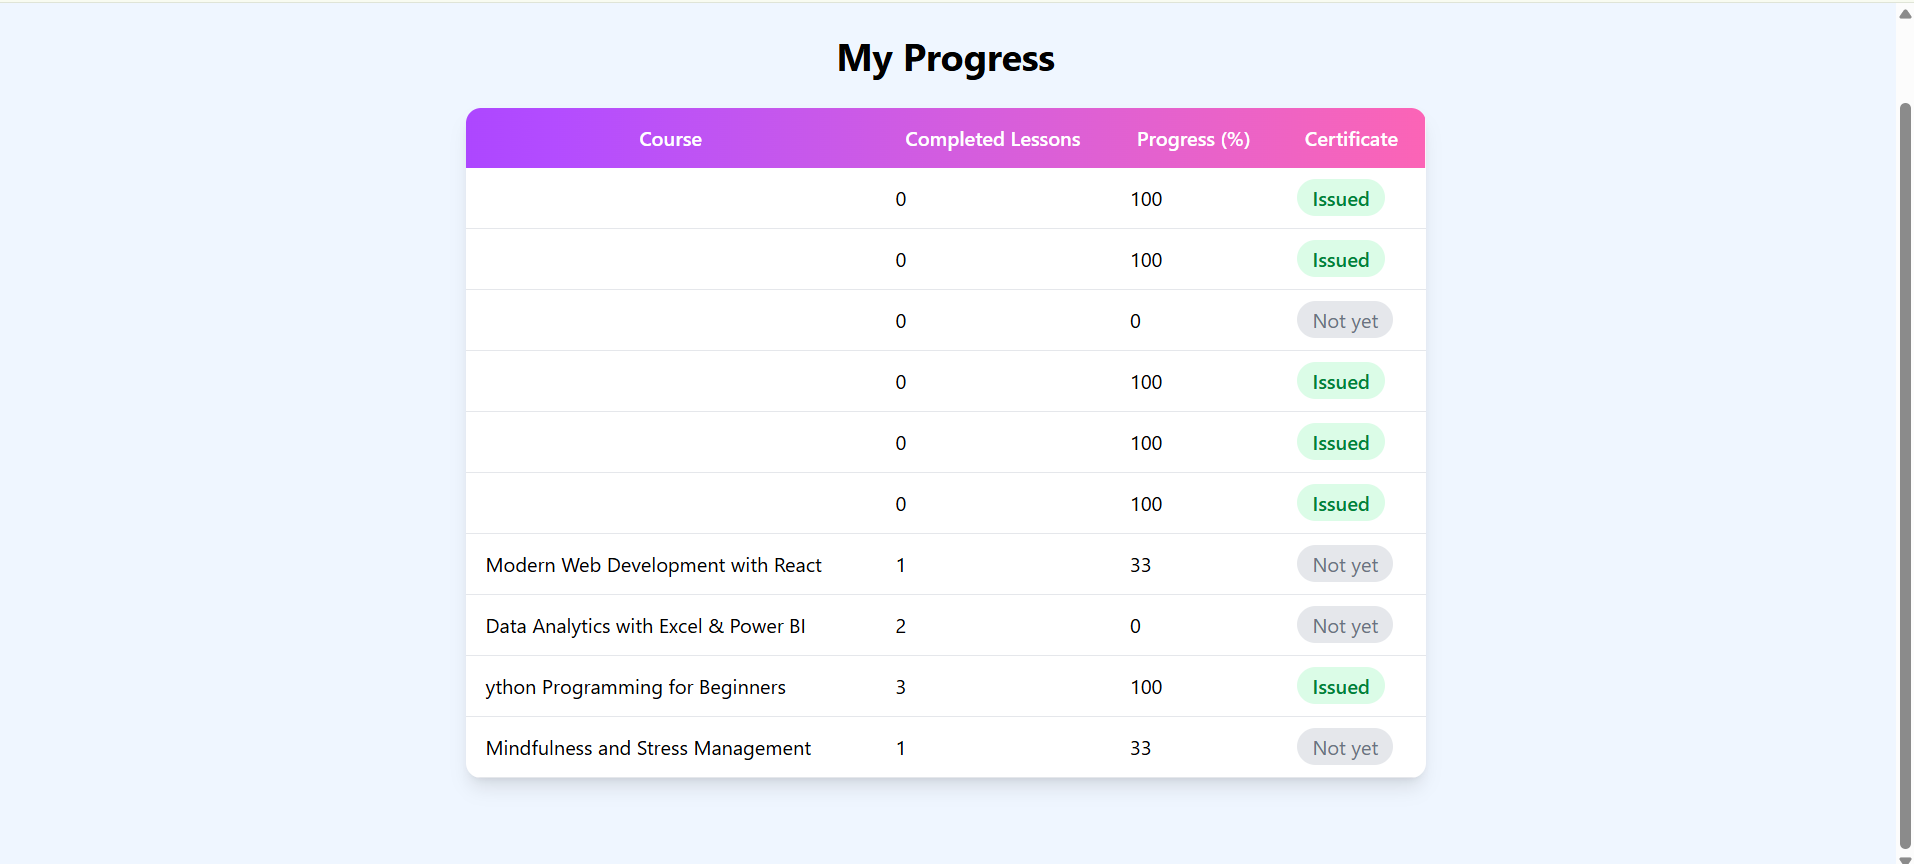 My Progress
Course Completed Lessons Progress (%) Certificate
0 100 Issued
0 100 Issued
0 0 Not yet
0 100 Issued
0 100 Issued
0 100 Issued
Modern Web Development with React 1 33 Not yet
Data Analytics with Excel & Power BI 2 0 Not yet
ython Programming for Beginners 3 100 Issued
Mindfulness and Stress Management 1 33 Not yet